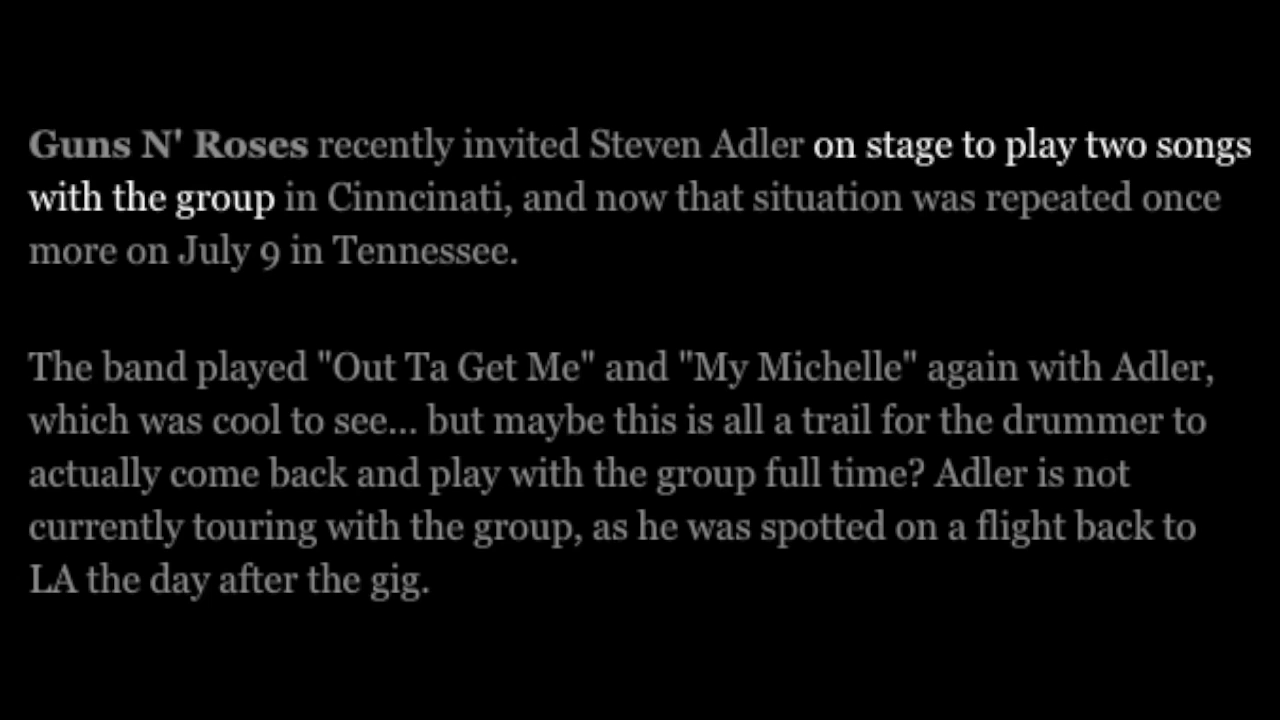 Guns N' Roses recently invited Steven Adler on stage to play two songs
with the group in Cinncinati, and now that situation was repeated once
more on July 9 in Tennessee.
The band played "Out Ta Get Me" and "My Michelle" again with Adler,
which was cool to see... but maybe this is all a trail for the drummer to
actually come back and play with the group full time? Adler is not
currently touring with the group, as he was spotted on a flight back to
LA the day after the gig.